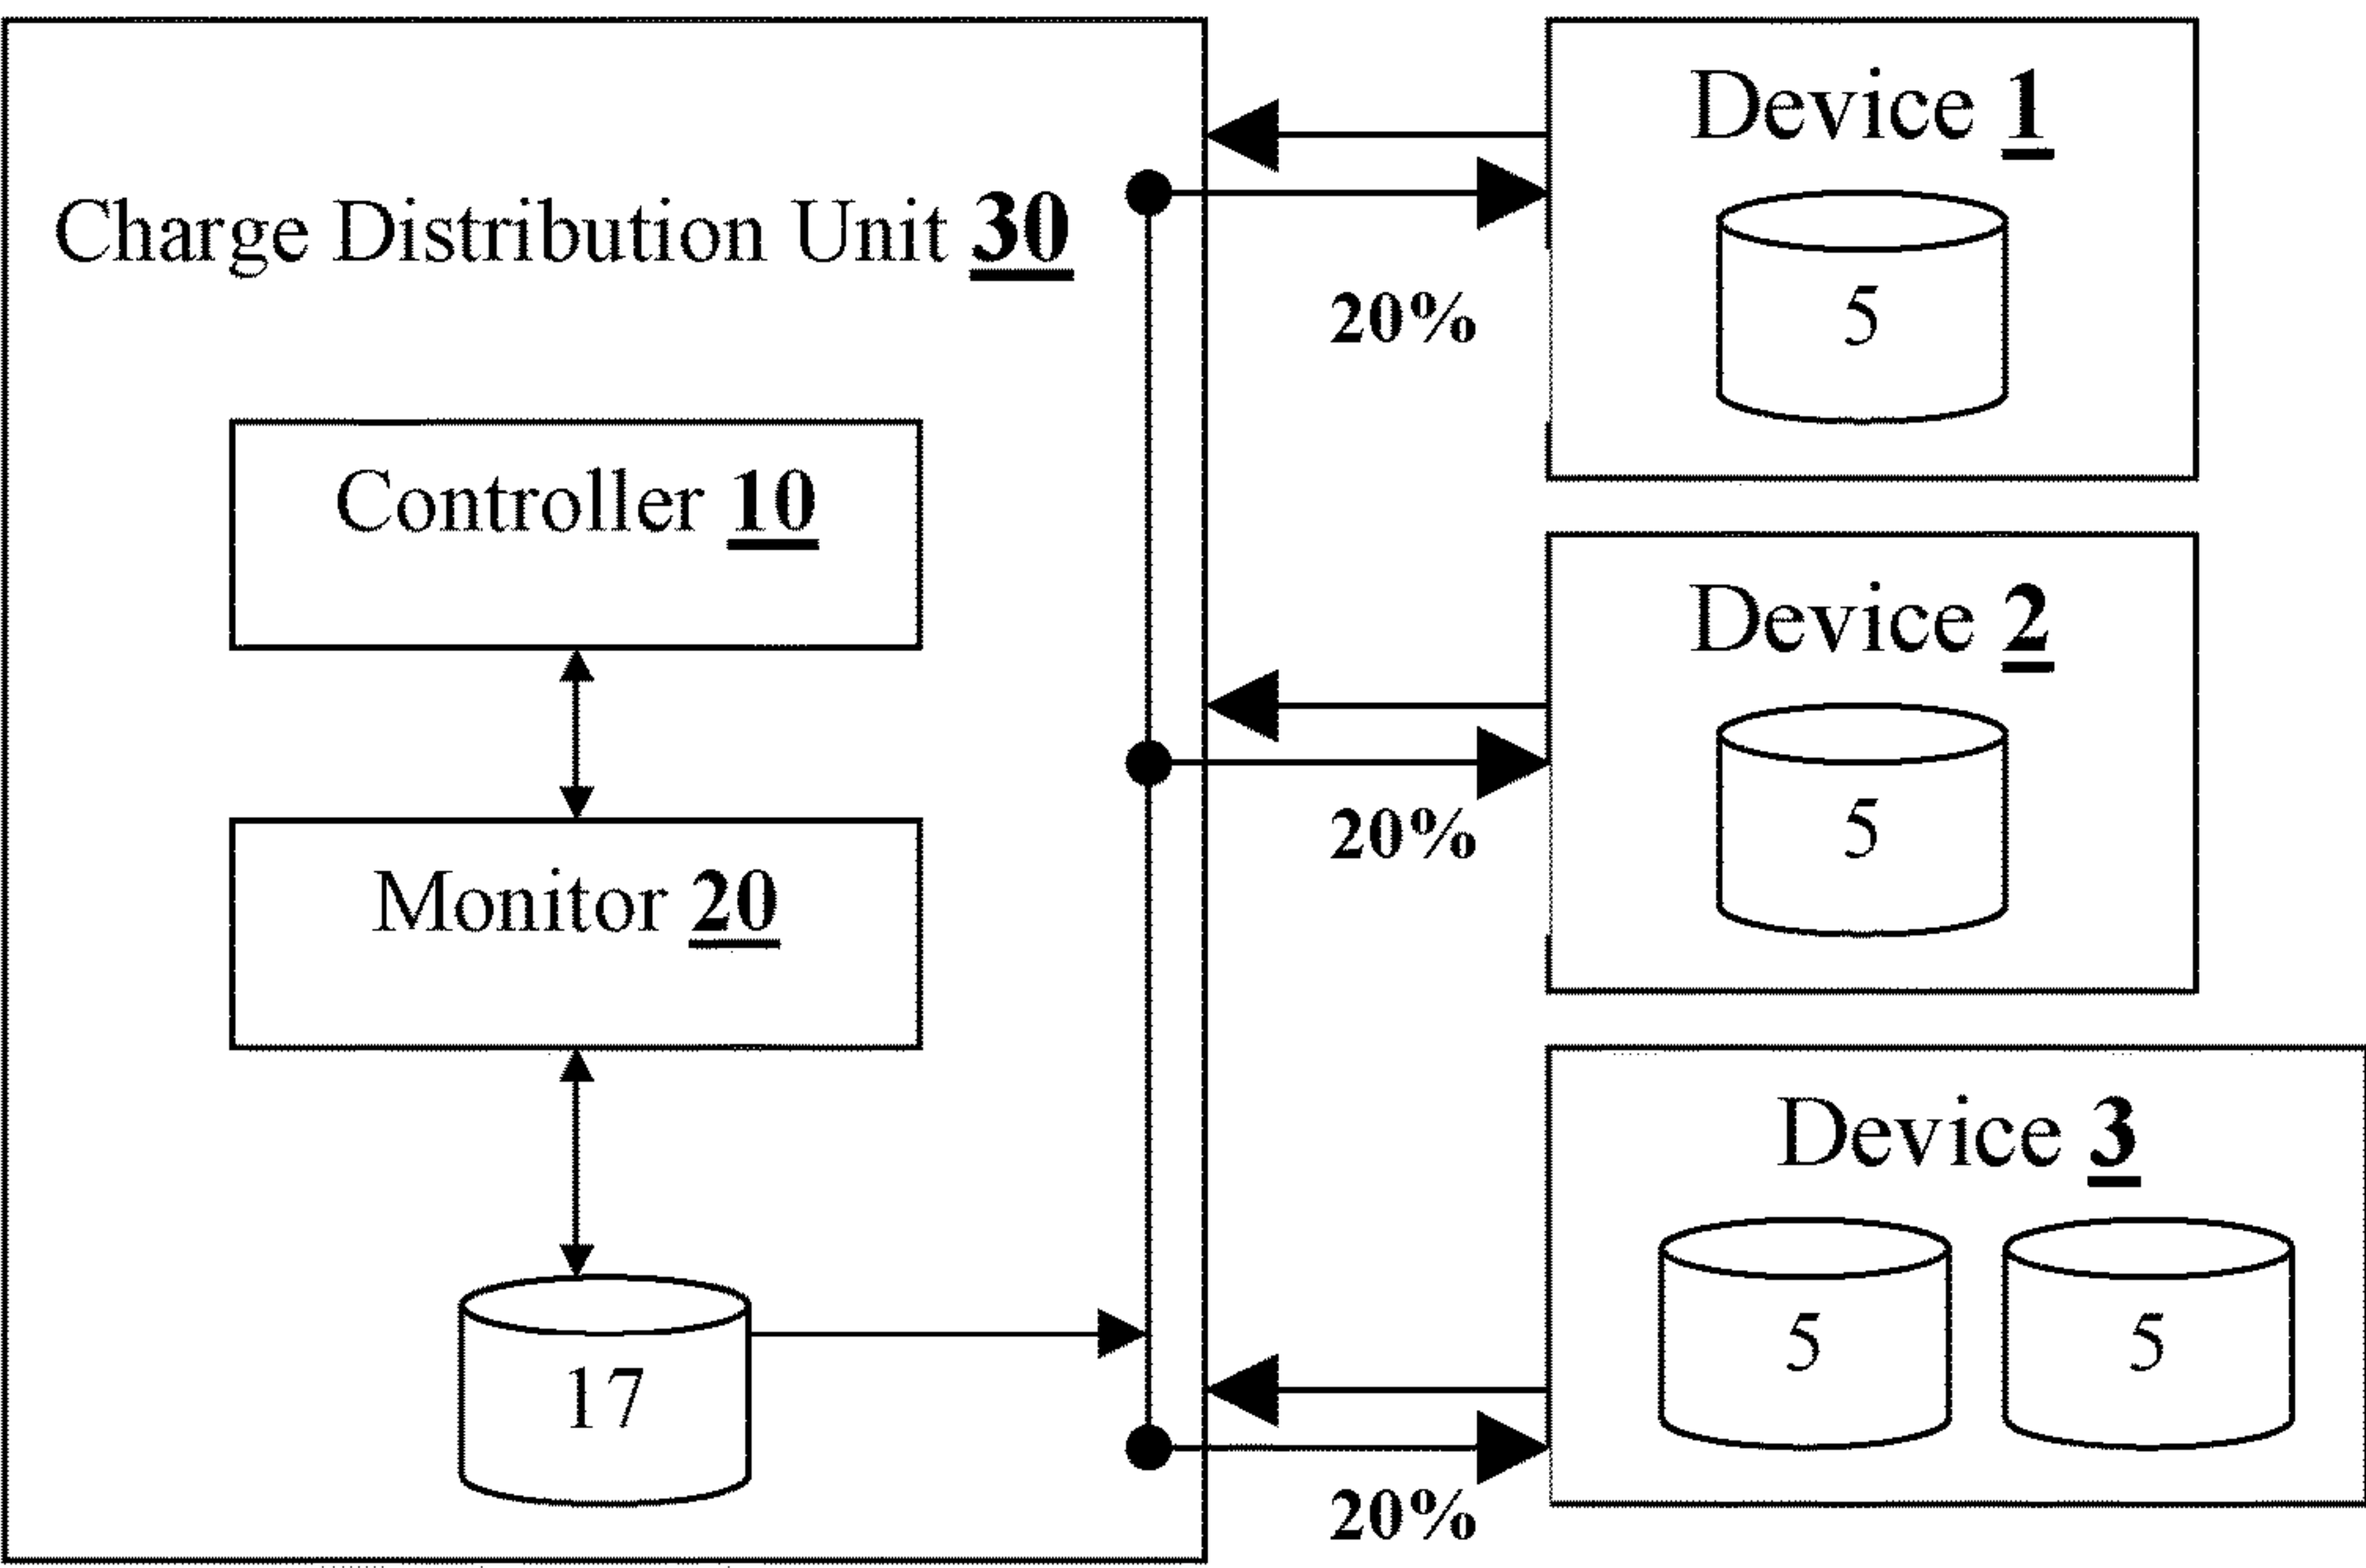 Charge Distribution Unit 30
Controller 10
Monitor 20
17
20%
20%
20%
Device 1
5
Device 2
5
Device 3
5 5